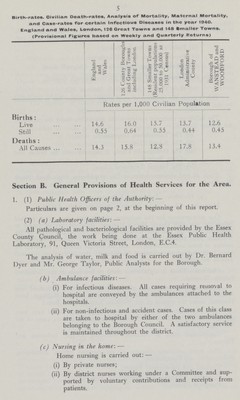 5
Birth-rates, Civilian Death-rates, Analysis of Mortality, Maternal Mortality,
and Case-rates for certain Infectious Diseases in the year 1940.
England and Wales, London, 126 Great Towns and 148 Smaller Towns.
(Provisional Figures based on Weekly and Quarterly Returns)
England and Wales
126 County Boroughs and Great Towns including London
148 Smaller Towns (Resident populations 25,000 to 50,000 at 1931 Census)
London Administrative County
Borough of WANSTEAD and WOODFORD
Rates per 1,000 Civilian Population
Births:
Live ... ... 14.6 16.0 15.7 13.7 12.6
Still ... ... 0.55 0.64 0.55 0.44 0.45
Deaths:
All Causes ... ... 14.3 15.8 12.9 17.8 13.4
Section B. General Provisions of Health Services for the Area.
1. (1) Public Health Officers of the Authority: —
Particulars are given on page 2, at the beginning of this report.
(2) (a) Laboratory facilities: —
All pathological and bacteriological facilities are provided by the Essex
County Council, the work being done at the Essex Public Health
Laboratory, 91, Queen Victoria Street, London, E.C.4.
The analysis of water, milk and food is carried out by Dr. Bernard
Dyer and Mr. George Taylor, Public Analysts for the Borough.
(b) Ambulance facilities: —
(i) For infectious diseases. All cases requiring removal to
hospital are conveyed by the ambulances attached to the
hospitals.
(ii) For non-infectious and accident cases. Cases of this class
are taken to hospital by either of the two ambulances
belonging to the Borough Council. A satisfactory service
is maintained throughout the district.
(c) Nursing in the home: —
Home nursing is carried out: —
(i) By private nurses;
(ii) By district nurses working under a Committee and sup-
ported by voluntary contributions and receipts from
patients.